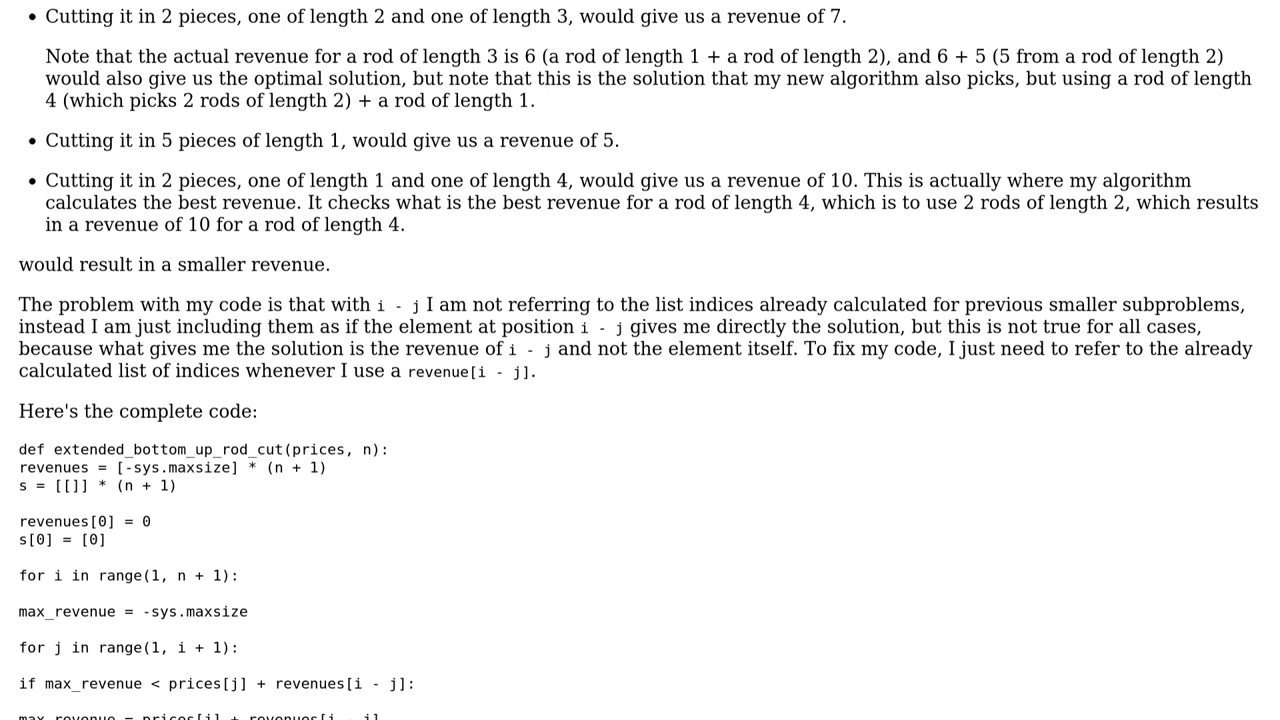 • Cutting it in 2 pieces, one of length 2 and one of length 3, would give us a revenue of 7.
Note that the actual revenue for a rod of length 3 is 6 (a rod of length 1 + a rod of length 2), and 6 + 5 (5 from a rod of length 2)
would also give us the optimal solution, but note that this is the solution that my new algorithm also picks, but using a rod of length
4 (which picks 2 rods of length 2) + a rod of length 1.
• Cutting it in 5 pieces of length 1, would give us a revenue of 5.
• Cutting it in 2 pieces, one of length 1 and one of length 4, would give us a revenue of 10. This is actually where my algorithm
calculates the best revenue. It checks what is the best revenue for a rod of length 4, which is to use 2 rods of length 2, which results
in a revenue of 10 for a rod of length 4.
would result in a smaller revenue.
The problem with my code is that with i - j I am not referring to the list indices already calculated for previous smaller subproblems,
instead I am just including them as if the element at position i - j gives me directly the solution, but this is not true for all cases,
because what gives me the solution is the revenue of i - j and not the element itself. To fix my code, I just need to refer to the already
calculated list of indices whenever I use a revenue[i - j].
Here's the complete code:
def extended_bottom_up_rod_cut(prices, n):
revenues = [-sys.maxsize] * (n + 1)
s = [[]] * (n + 1)
revenues[0] = 0
s[0] = [0]
for i in range(1, n + 1):
max_revenue = -sys.maxsize
for j in range(1, i + 1):
if max_revenue < prices[j] + revenues[i - j]:
max_revenue = prices[j] + revenues[i - j]